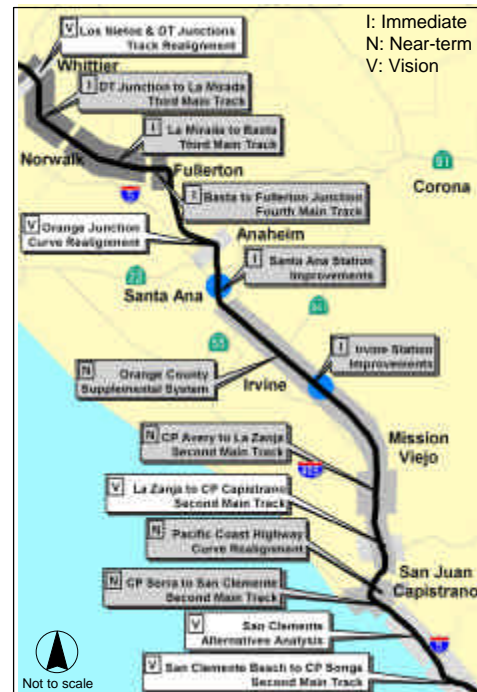 I: Immediate
N: Near-term
V: Vision
V Los Nietos & DT Junctions
Track Realignment
Whittier
I DT Junction to La Mirada
Third Main Track
I La Mirada to Basta
Third Main Track
Norwalk
Fullerton
91
Corona
5
I Basta to Fullerton Junction
Fourth Main Track
V Orange Junction
Curve Realignment
Anaheim
I Santa Ana Station
Improvements
22
Santa Ana
55
I Irvine Station
Improvements
N Orange County
Supplemental System
Irvine
N CP Avery to La Zanja
Second Main Track
Mission
Viejo
405
V La Zanja to CP Capistrano
Second Main Track
N Pacific Coast Highway
Curve Realignment
San Juan
Capistrano
N CP Serra to San Clemente
Second Main Track
V San Clemente
Alternatives Analysis
5
V San Clemente Beach to CP Songs
Second Main Track
Not to scale